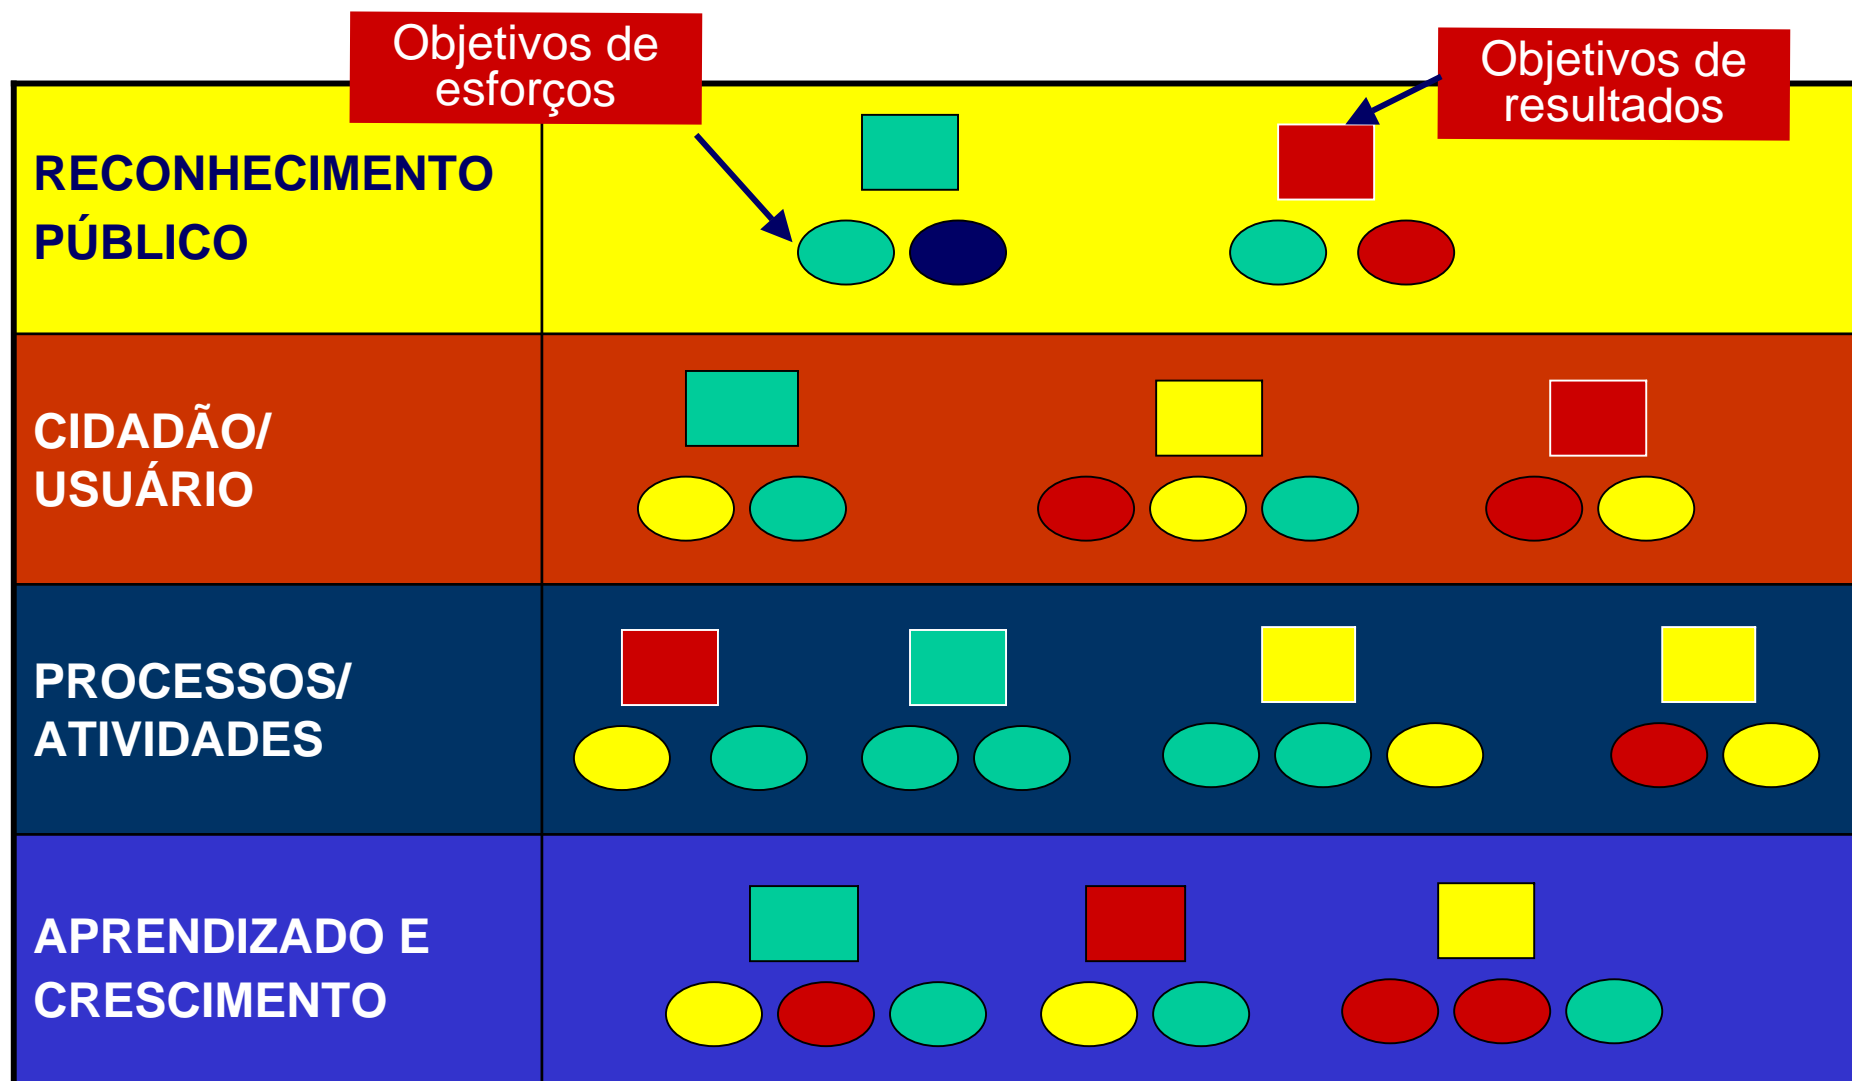 Objetivos de
esforços
Objetivos de
resultados
RECONHECIMENTO
PÚBLICO
CIDADÃO/
USUÁRIO
PROCESSOS/
ATIVIDADES
APRENDIZADO E
CRESCIMENTO